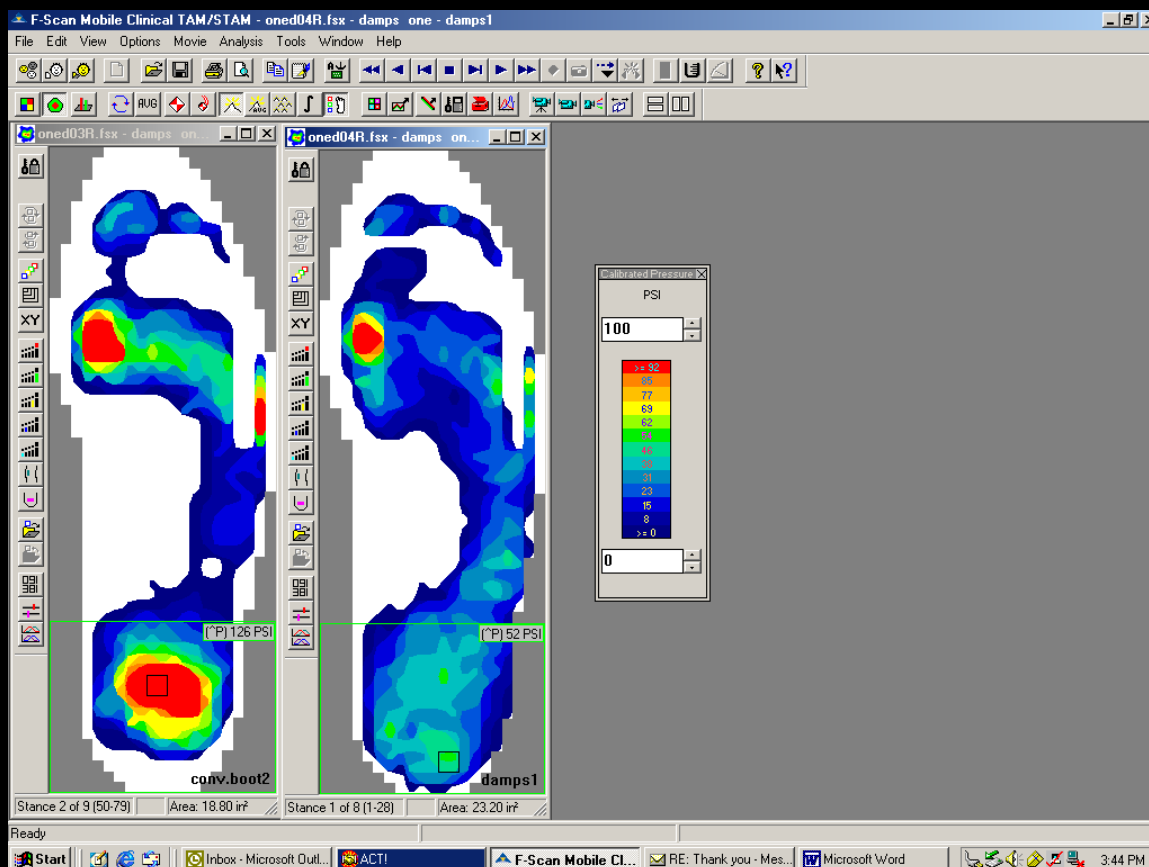 F-Scan Mobile Clinical TAM/STAM - oned04R.fsx - damps one - damps1
File Edit View Options Movie Analysis Tools Window Help
AVG
AVG
oned03R.fsx - damps on...
oned04R.fsx - damps on...
XY
XY
Calibrated Pressure
PSI
100
>= 92
85
77
69
62
54
46
38
31
23
15
8
>= 0
0
(^P) 126 PSI
(^P) 52 PSI
conv.boot2
damps1
Stance 2 of 9 (50-79) Area: 18.80 in²
Stance 1 of 8 (1-28) Area: 23.20 in²
Ready
Start Inbox - Microsoft Outl... ACT! F-Scan Mobile Cl... RE: Thank you - Mes... Microsoft Word 3:44 PM